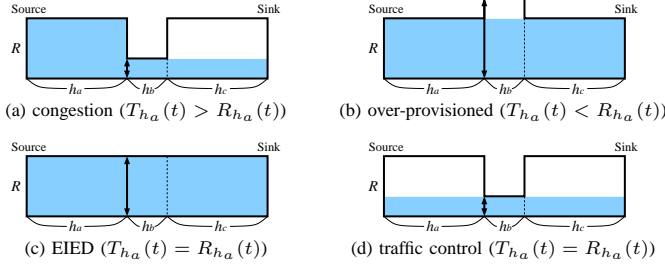 Source Sink Source Sink
R R
h_a h_b h_c h_a h_b h_c
(a) congestion (T_{h_a}(t) > R_{h_a}(t)) (b) over-provisioned (T_{h_a}(t) < R_{h_a}(t))
Source Sink Source Sink
R R
h_a h_b h_c h_a h_b h_c
(c) EIED (T_{h_a}(t) = R_{h_a}(t)) (d) traffic control (T_{h_a}(t) = R_{h_a}(t))